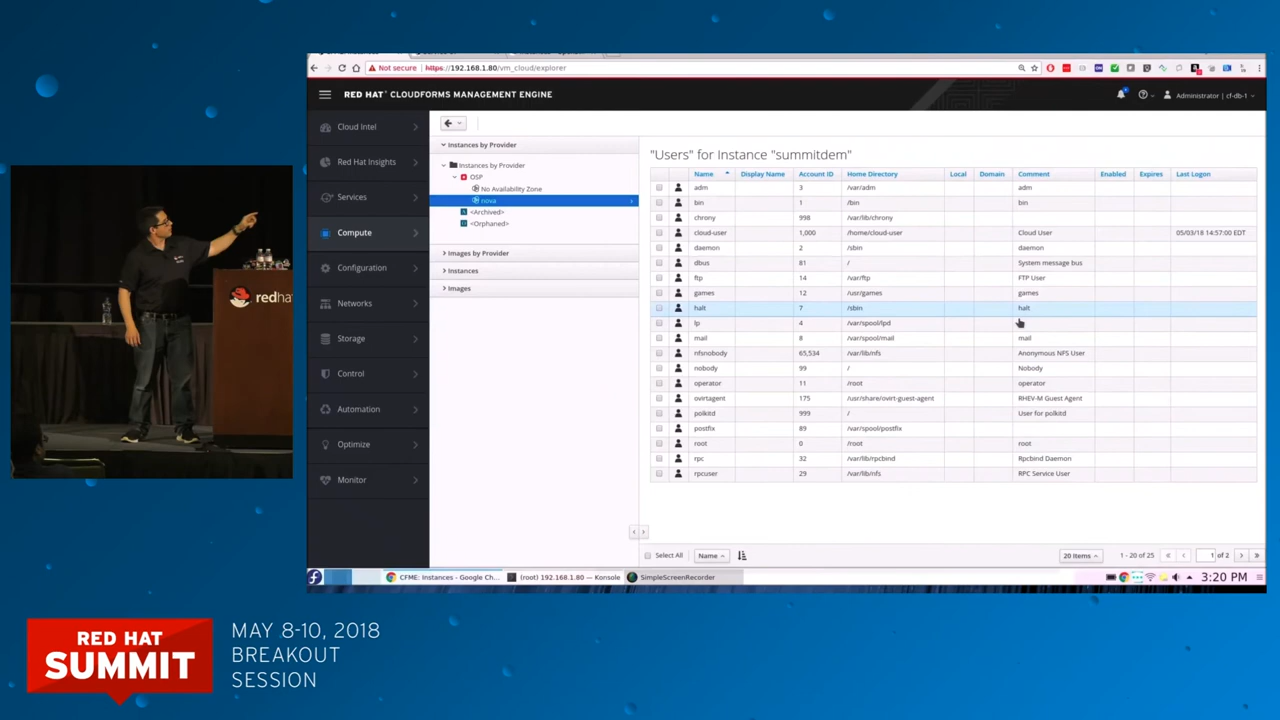 Not secure | https://192.168.1.80/vm_cloud/explorer
RED HAT CLOUDFORMS MANAGEMENT ENGINE
Administrator | cf-db-1
Cloud Intel
Red Hat Insights
Services
Compute
Configuration
Networks
Storage
Control
Automation
Optimize
Monitor
Instances by Provider
Instances by Provider
OSP
No Availability Zone
nova
<Archived>
<Orphaned>
Images by Provider
Instances
Images
"Users" for Instance "summitdem"
Name Display Name Account ID Home Directory Local Domain Comment Enabled Expires Last Logon
adm 3 /var/adm adm
bin 1 /bin bin
chrony 998 /var/lib/chrony
cloud-user 1,000 /home/cloud-user Cloud User 05/03/18 14:57:00 EDT
daemon 2 /sbin daemon
dbus 81 / System message bus
ftp 14 /var/ftp FTP User
games 12 /usr/games games
halt 7 /sbin halt
lp 4 /var/spool/lpd
mail 8 /var/spool/mail mail
nfsnobody 65,534 /var/lib/nfs Anonymous NFS User
nobody 99 / Nobody
operator 11 /root operator
ovirtagent 175 /usr/share/ovirt-guest-agent RHEV-M Guest Agent
polkitd 999 / User for polkitd
postfix 89 /var/spool/postfix
root 0 /root root
rpc 32 /var/lib/rpcbind Rpcbind Daemon
rpcuser 29 /var/lib/nfs RPC Service User
Select All Name 20 Items 1 - 20 of 25 1 of 2
CFME: Instances - Google Ch... (root) 192.168.1.80 — Konsole SimpleScreenRecorder 3:20 PM
redha
RED HAT
SUMMIT
MAY 8-10, 2018
BREAKOUT
SESSION